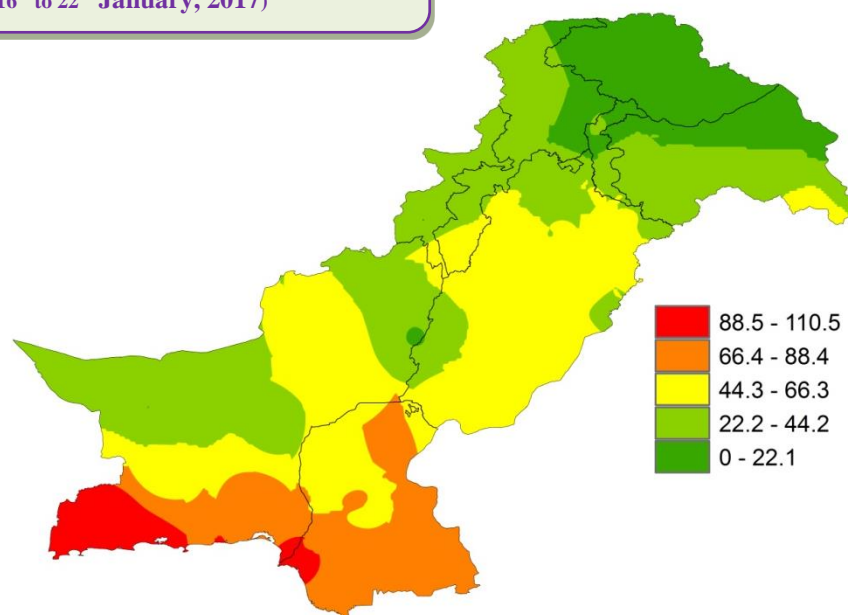 16 to 22 January, 2017)
88.5 - 110.5
66.4 - 88.4
44.3 - 66.3
22.2 - 44.2
0 - 22.1